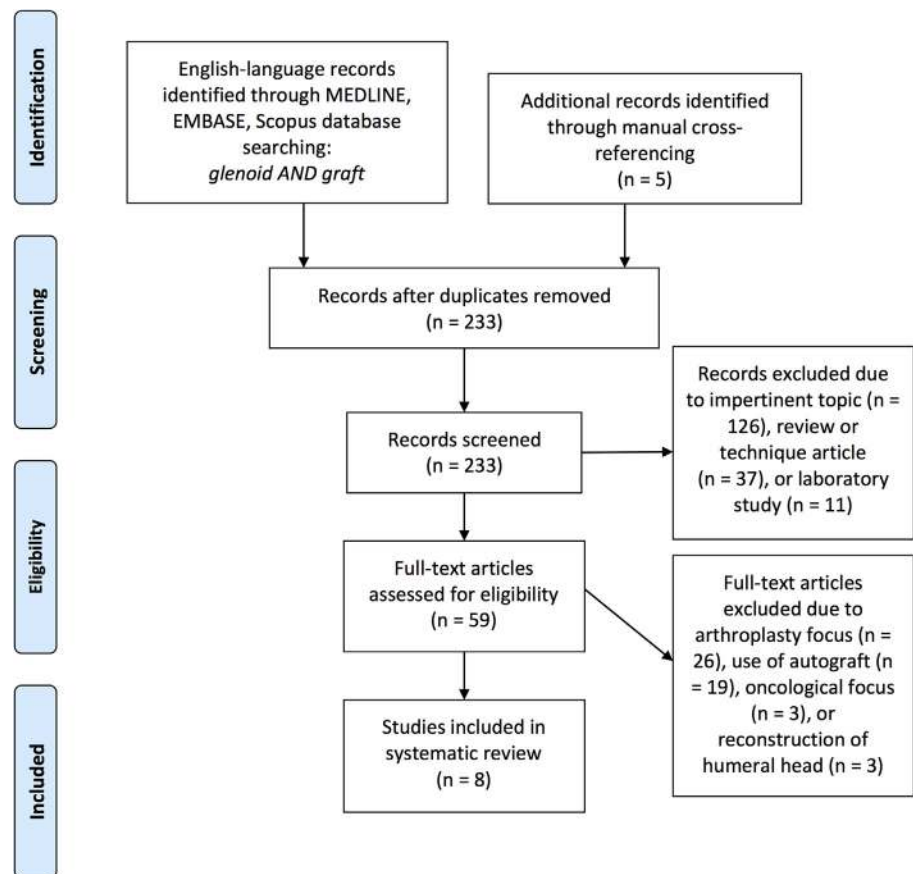 Identification
English-language records
identified through MEDLINE,
EMBASE, Scopus database
searching:
glenoid AND graft
Additional records identified
through manual cross-
referencing
(n = 5)
Screening
Records after duplicates removed
(n = 233)
Records screened
(n = 233)
Records excluded due
to impertinent topic (n =
126), review or
technique article
(n = 37), or laboratory
study (n = 11)
Eligibility
Full-text articles
assessed for eligibility
(n = 59)
Full-text articles
excluded due to
arthroplasty focus (n =
26), use of autograft (n
= 19), oncological focus
(n = 3), or
reconstruction of
humeral head (n = 3)
Included
Studies included in
systematic review
(n = 8)